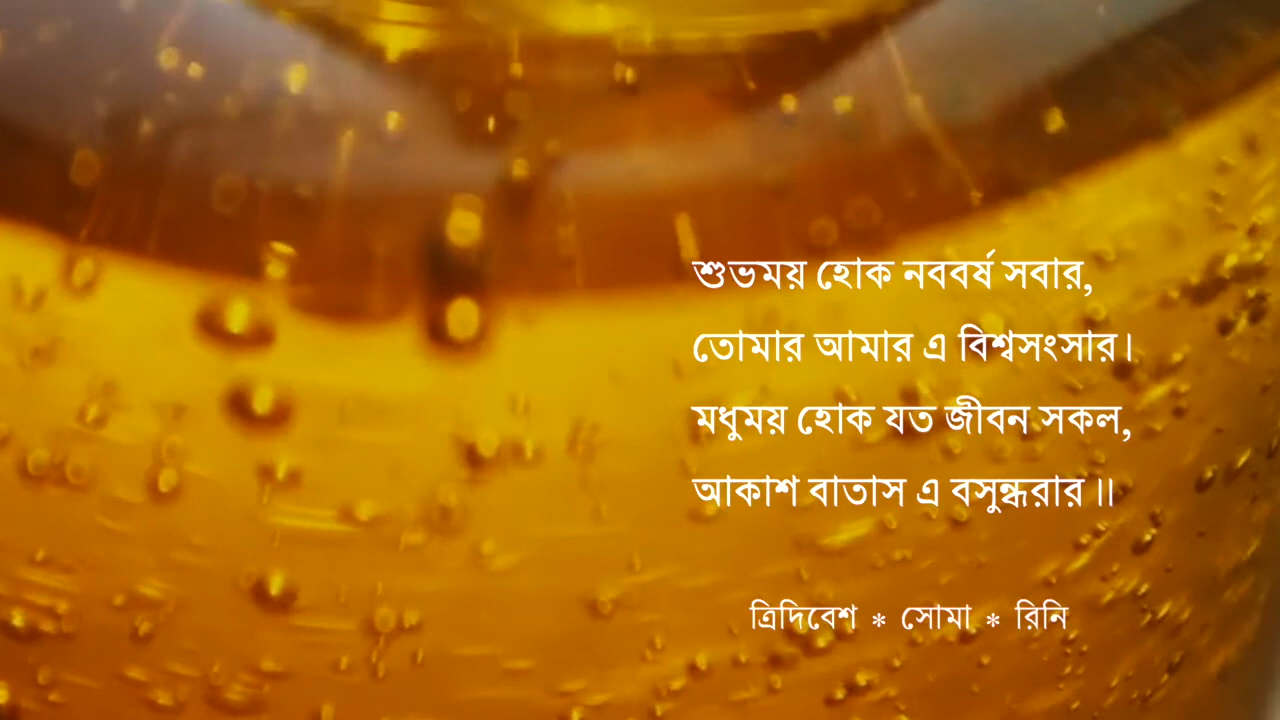 শুভময় হোক নববর্ষ সবার,
তোমার আমার এ বিশ্বসংসার।
মধুময় হোক যত জীবন সকল,
আকাশ বাতাস এ বসুন্ধরার ॥
ত্রিদিবেশ * সোমা * রিনি